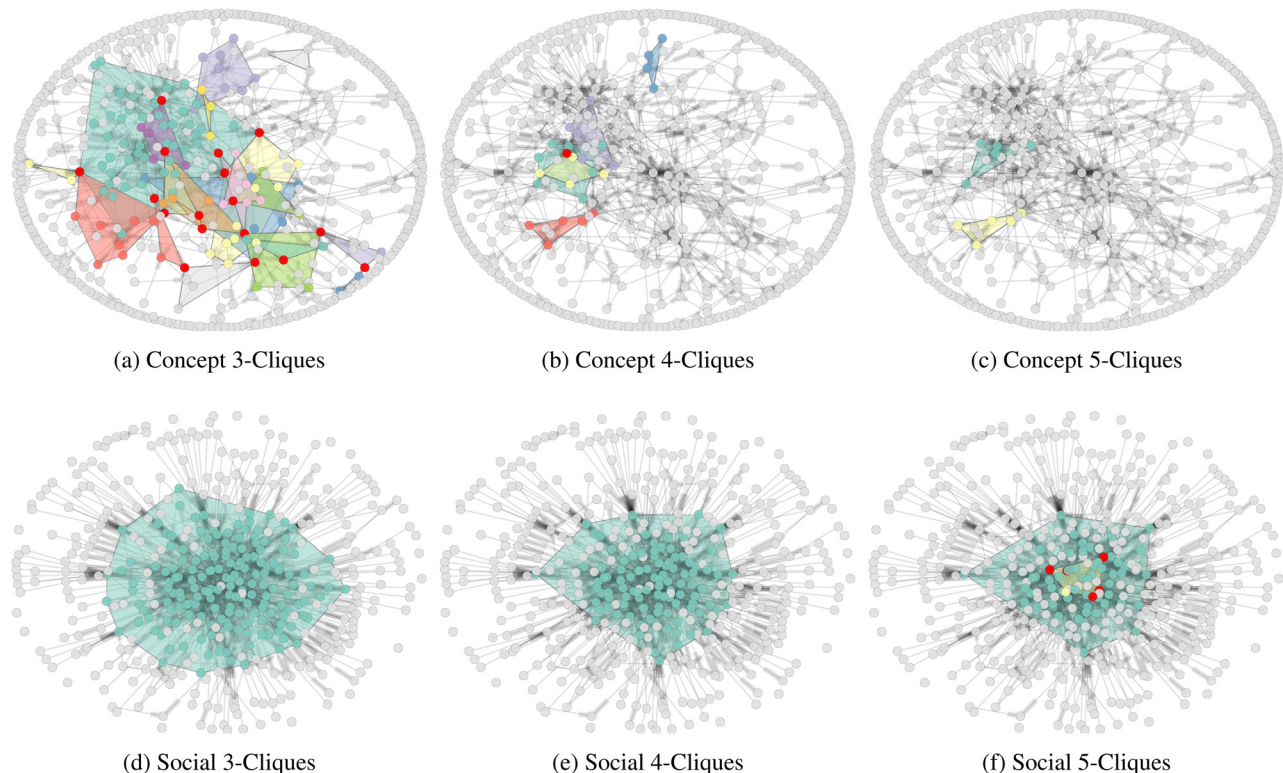 (a) Concept 3-Cliques
(b) Concept 4-Cliques
(c) Concept 5-Cliques
(d) Social 3-Cliques
(e) Social 4-Cliques
(f) Social 5-Cliques